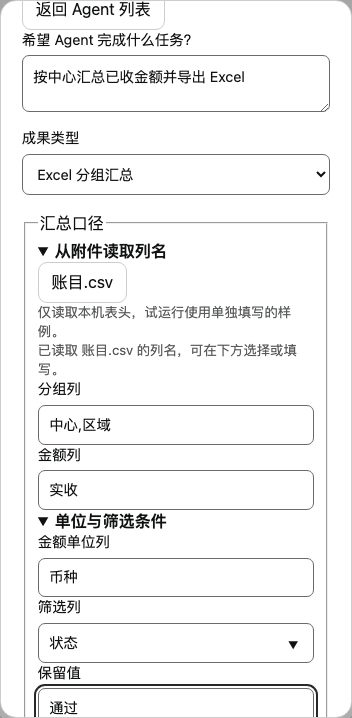 返回 Agent 列表
希望 Agent 完成什么任务?
按中心汇总已收金额并导出 Excel
成果类型
Excel 分组汇总
汇总口径
▼ 从附件读取列名
账目.csv
仅读取本机表头，试运行使用单独填写的样
例。
已读取 账目.csv 的列名，可在下方选择或填
写。
分组列
中心,区域
金额列
实收
▼ 单位与筛选条件
金额单位列
币种
筛选列
状态
保留值
通过